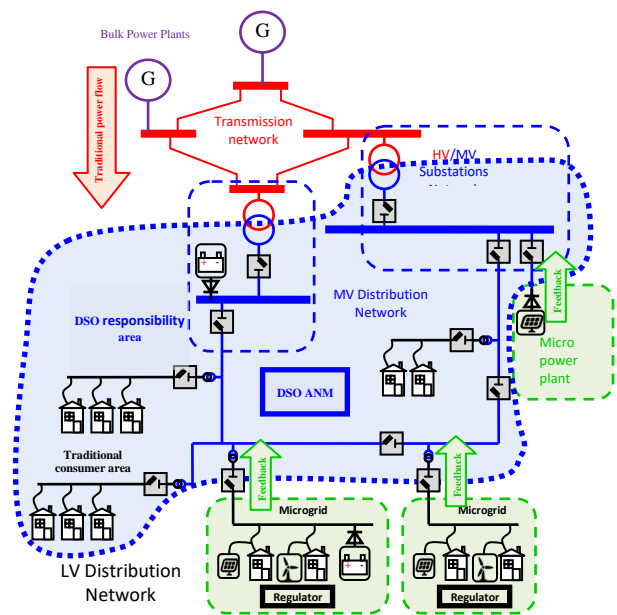 Bulk Power Plants
G
G
Traditional power flow
Transmission
network
HV/MV
Substations
MV Distribution
Network
DSO responsibility
area
Feedback
Micro
power
plant
DSO ANM
Traditional
consumer area
Feedback
Feedback
Microgrid
Microgrid
LV Distribution
Network
Regulator
Regulator